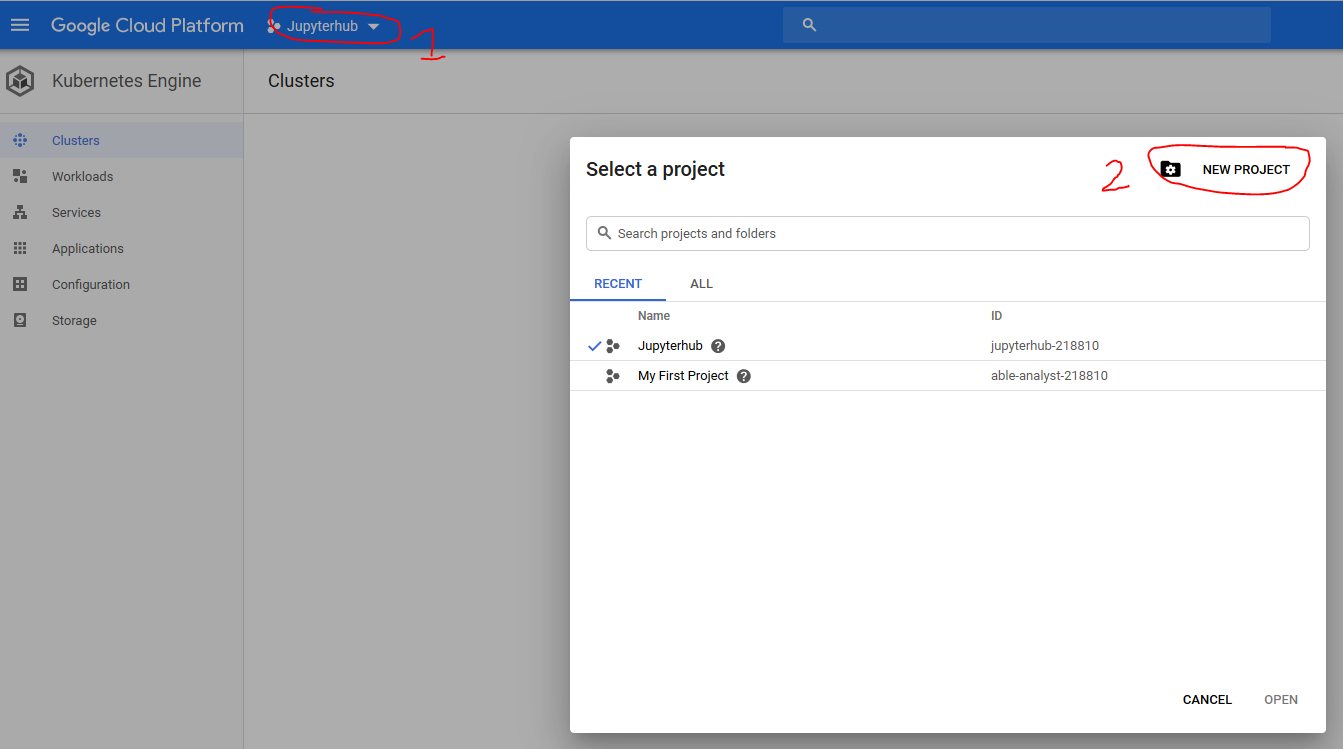 Google Cloud Platform
Jupyterhub
1
Kubernetes Engine
Clusters
Clusters
Workloads
Services
Applications
Configuration
Storage
Select a project
2
NEW PROJECT
Search projects and folders
RECENT ALL
Name ID
Jupyterhub jupyterhub-218810
My First Project able-analyst-218810
CANCEL OPEN